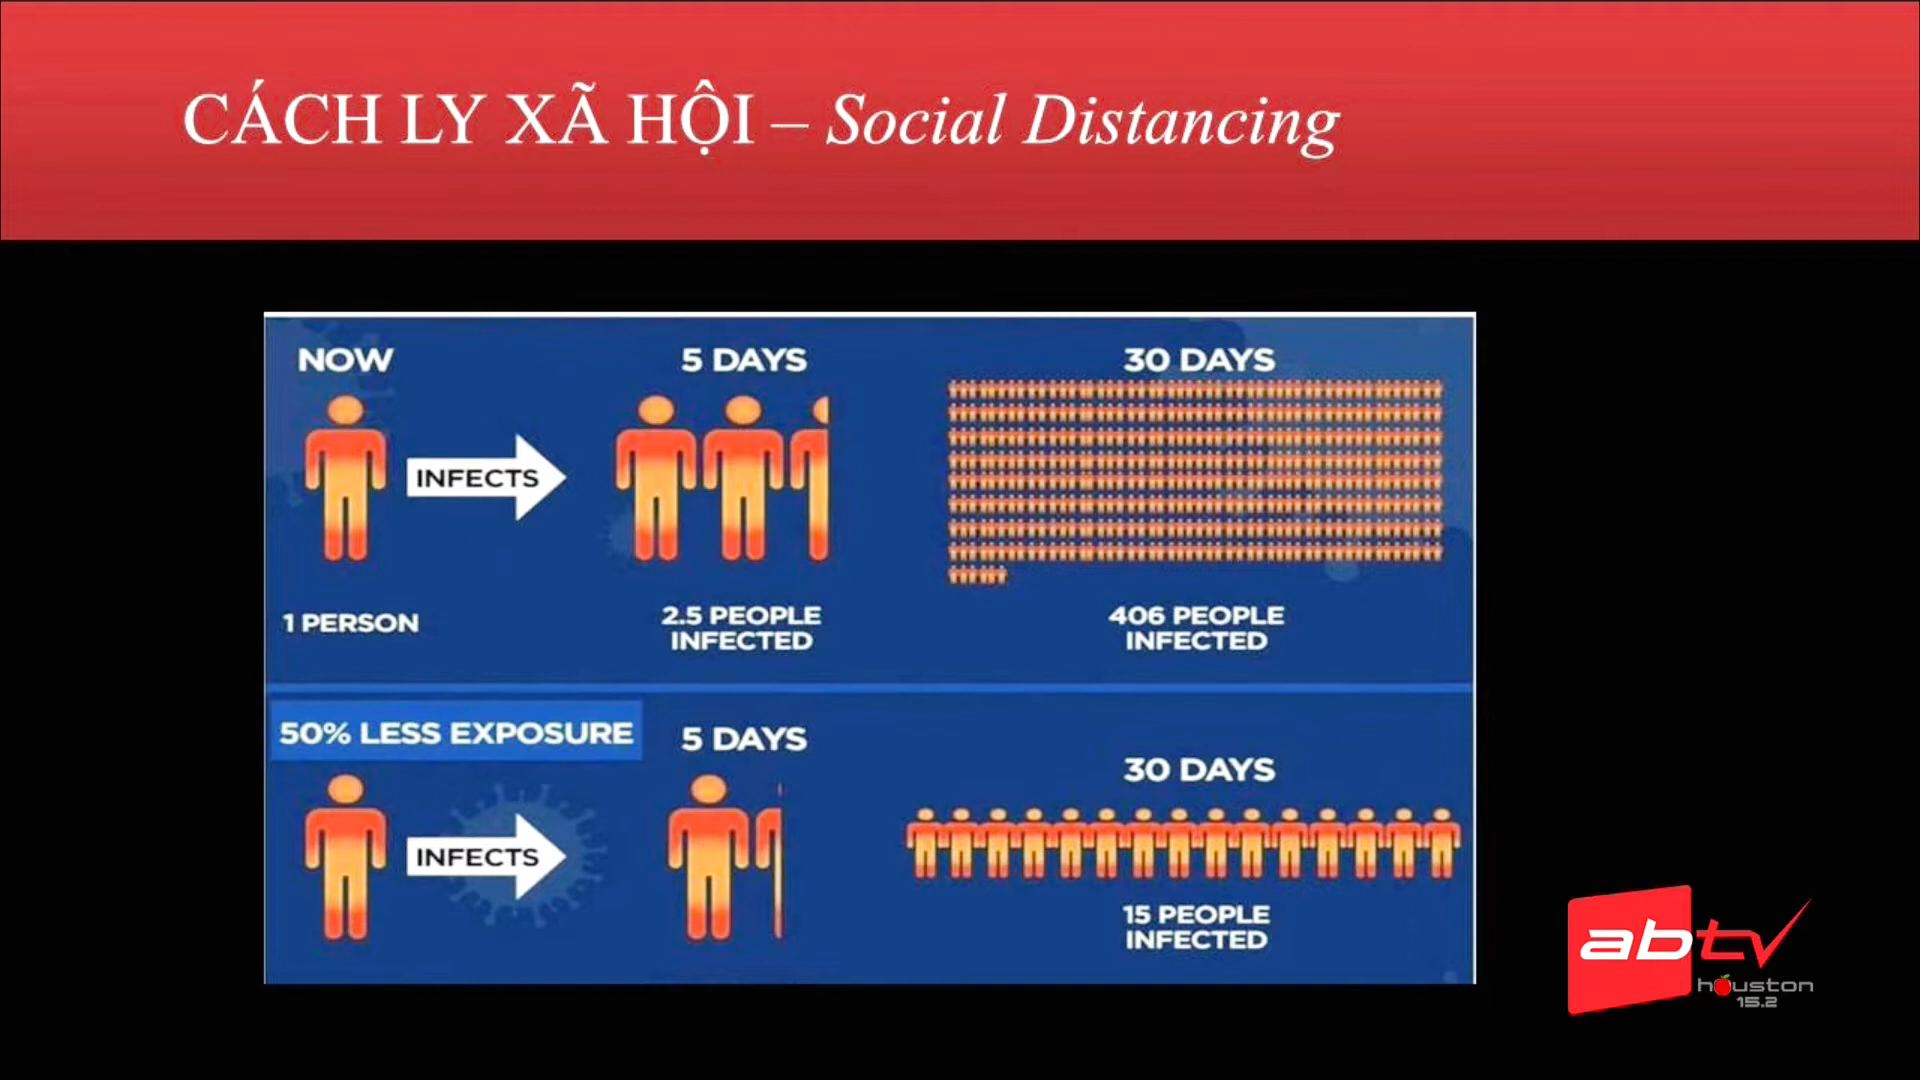 CÁCH LY XÃ HỘI – Social Distancing
NOW
5 DAYS
30 DAYS
INFECTS
1 PERSON
2.5 PEOPLE
INFECTED
406 PEOPLE
INFECTED
50% LESS EXPOSURE
5 DAYS
30 DAYS
INFECTS
15 PEOPLE
INFECTED
abtv
houston
15.2